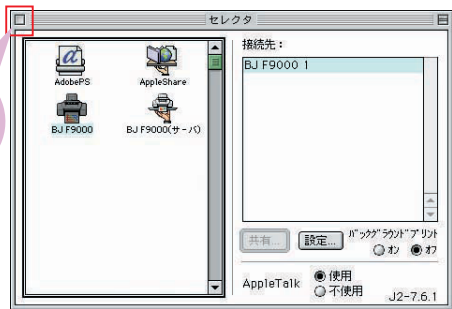 セレクタ
AdobePS
AppleShare
BJ F9000
BJ F9000(サーバ)
接続先：
BJ F9000 1
共有...
設定...
バックグラウンドプリント
オン
オフ
AppleTalk
使用
不使用
J2-7.6.1